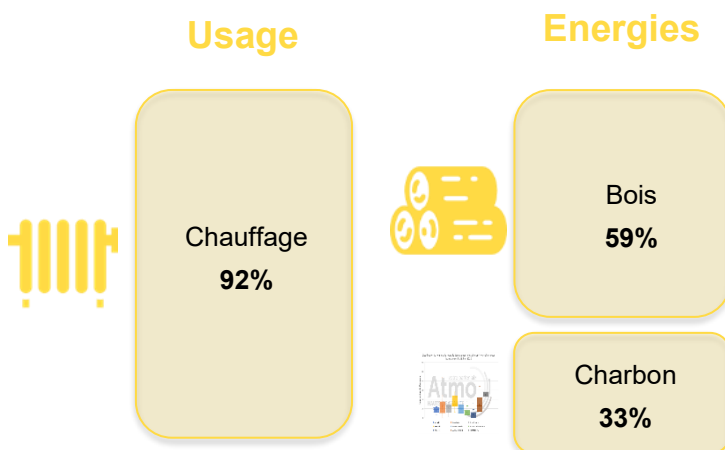 Usage
Energies
Chauffage
92%
Bois
59%
Charbon
33%
Atmo